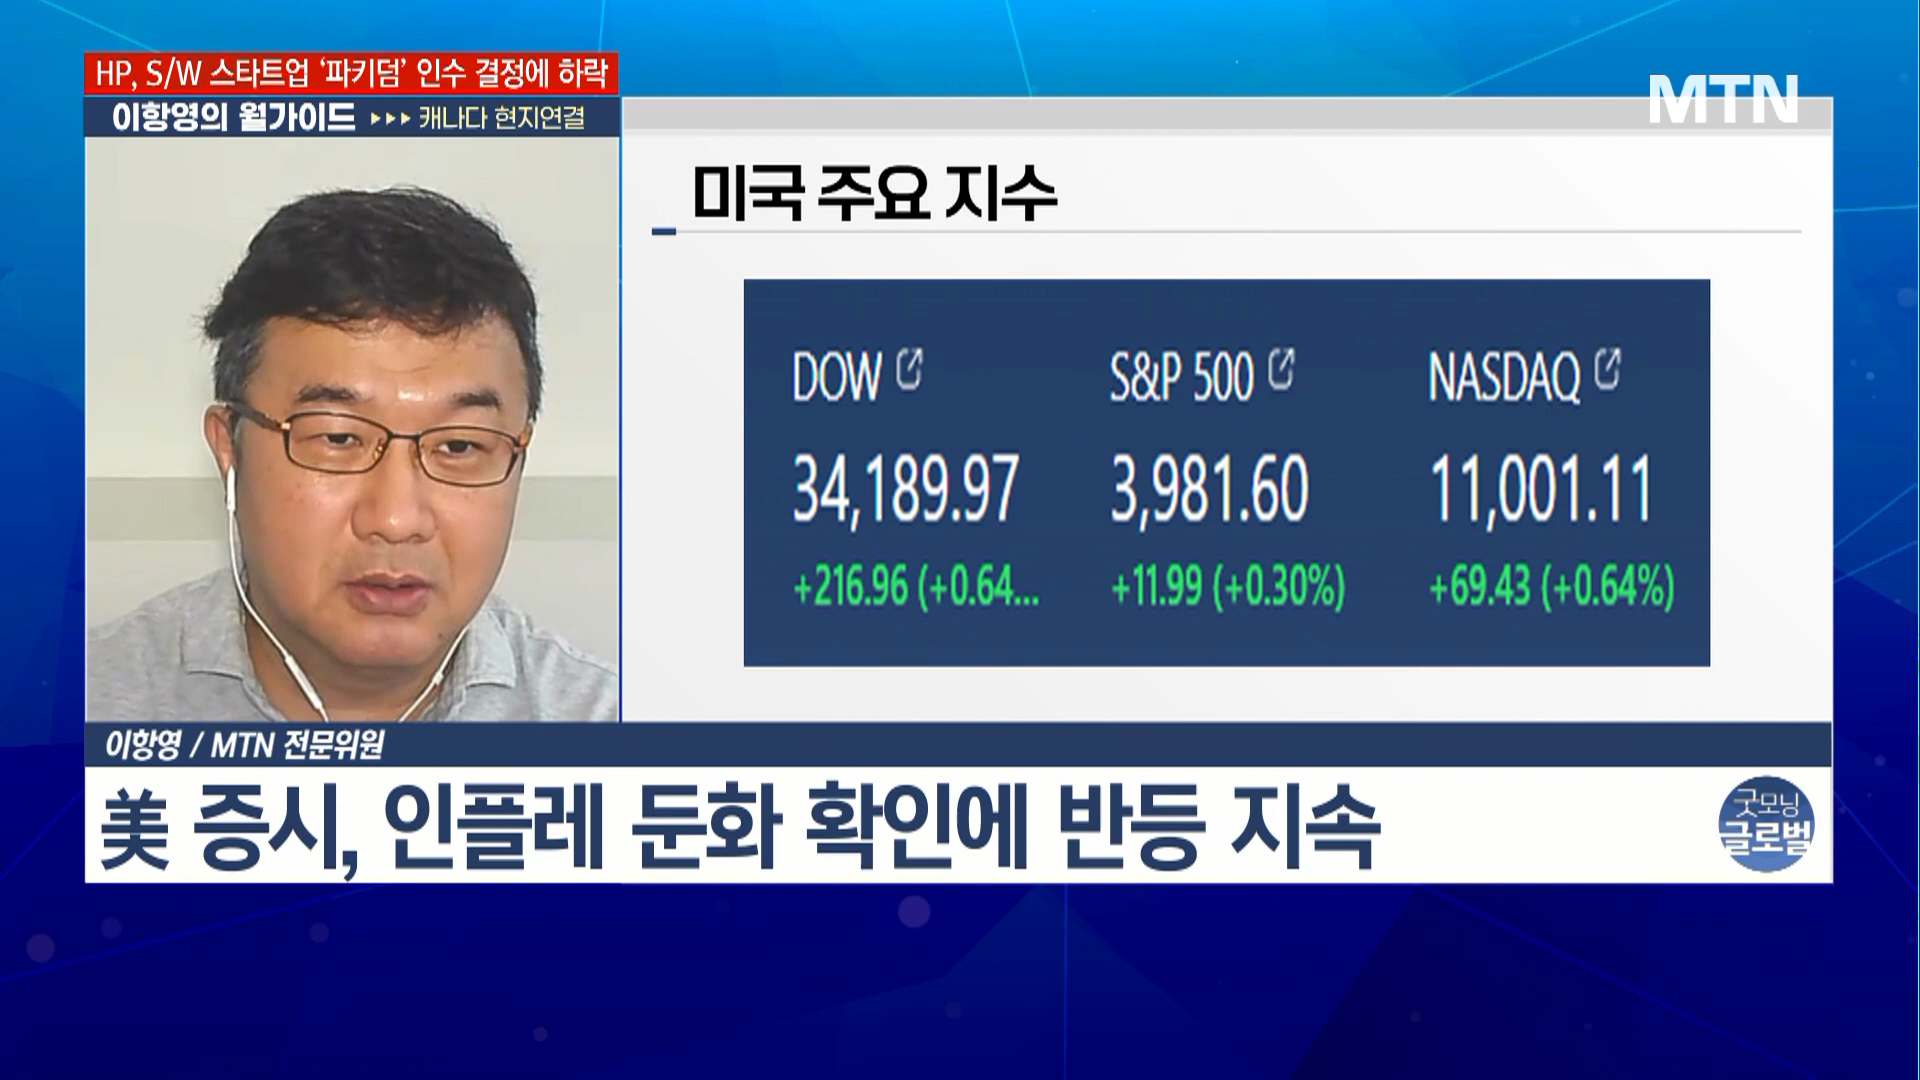 HP, S/W 스타트업 ‘파키덤’ 인수 결정에 하락
MTN
이항영의 월가이드 ▸▸▸ 캐나다 현지연결
미국 주요 지수
DOW S&P 500 NASDAQ
34,189.97 3,981.60 11,001.11
+216.96 (+0.64... +11.99 (+0.30%) +69.43 (+0.64%)
이항영 / MTN 전문위원
美 증시, 인플레 둔화 확인에 반등 지속
굿모닝
글로벌